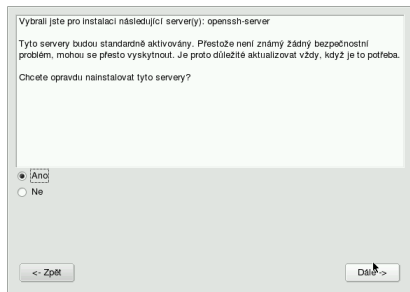 Vybrali jste pro instalaci následující server(y): openssh-server
Tyto servery budou standardně aktivovány. Přestože není známý žádný bezpečnostní
problém, mohou se přesto vyskytnout. Je proto důležité aktualizovat vždy, když je to potřeba.
Chcete opravdu nainstalovat tyto servery?
Ano
Ne
<- Zpět
Dále ->